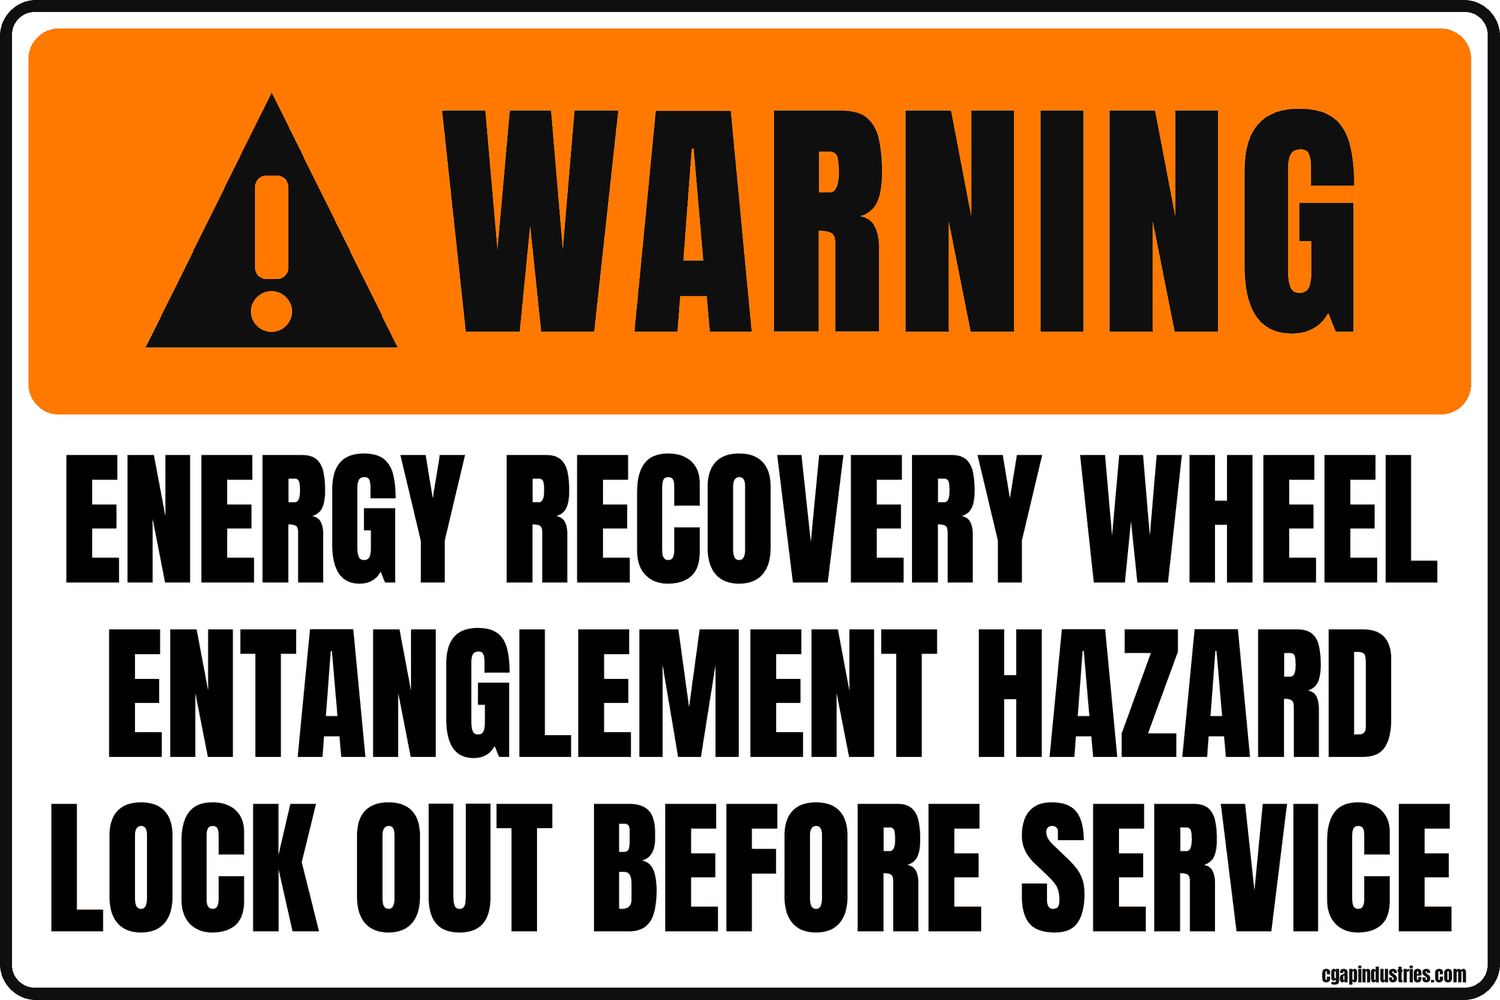 WARNING
ENERGY RECOVERY WHEEL
ENTANGLEMENT HAZARD
LOCK OUT BEFORE SERVICE
cgapindustries.com